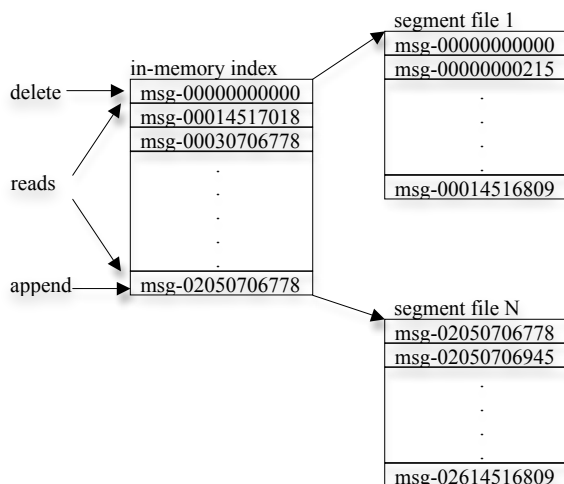 segment file 1
msg-00000000000
msg-00000000215
msg-00014516809
in-memory index
msg-00000000000
msg-00014517018
msg-00030706778
msg-02050706778
delete
reads
append
segment file N
msg-02050706778
msg-02050706945
msg-02614516809